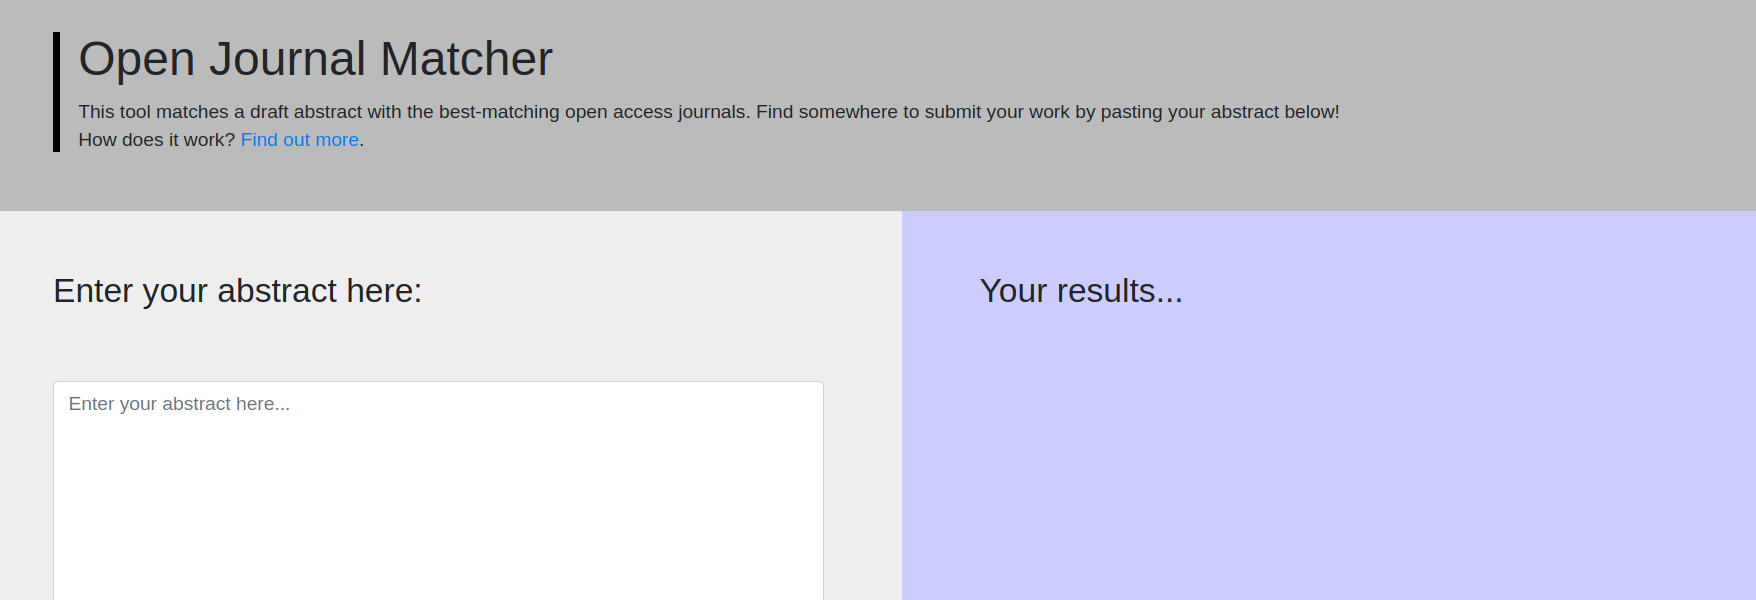 Open Journal Matcher
This tool matches a draft abstract with the best-matching open access journals. Find somewhere to submit your work by pasting your abstract below!
How does it work? Find out more.
Enter your abstract here:
Your results...
Enter your abstract here...